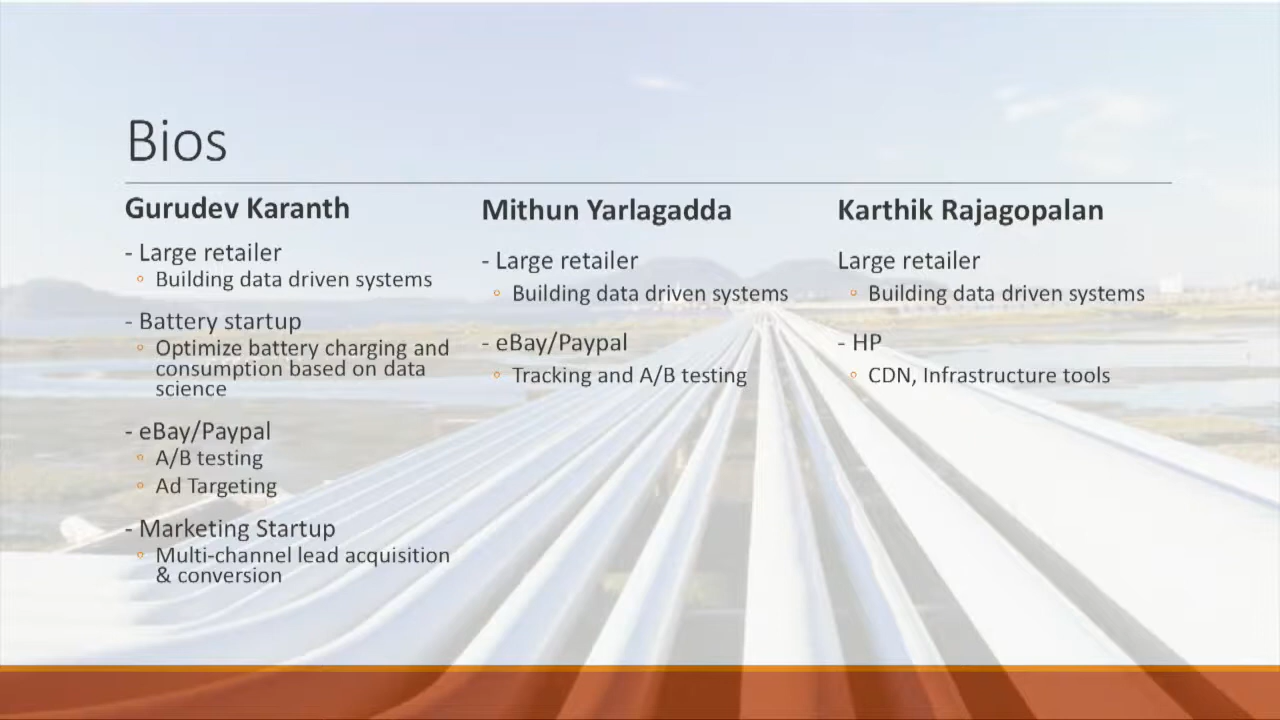 Bios
Gurudev Karanth
- Large retailer
◦ Building data driven systems
- Battery startup
◦ Optimize battery charging and
consumption based on data
science
- eBay/Paypal
◦ A/B testing
◦ Ad Targeting
- Marketing Startup
◦ Multi-channel lead acquisition
& conversion
Mithun Yarlagadda
- Large retailer
◦ Building data driven systems
- eBay/Paypal
◦ Tracking and A/B testing
Karthik Rajagopalan
Large retailer
◦ Building data driven systems
- HP
◦ CDN, Infrastructure tools